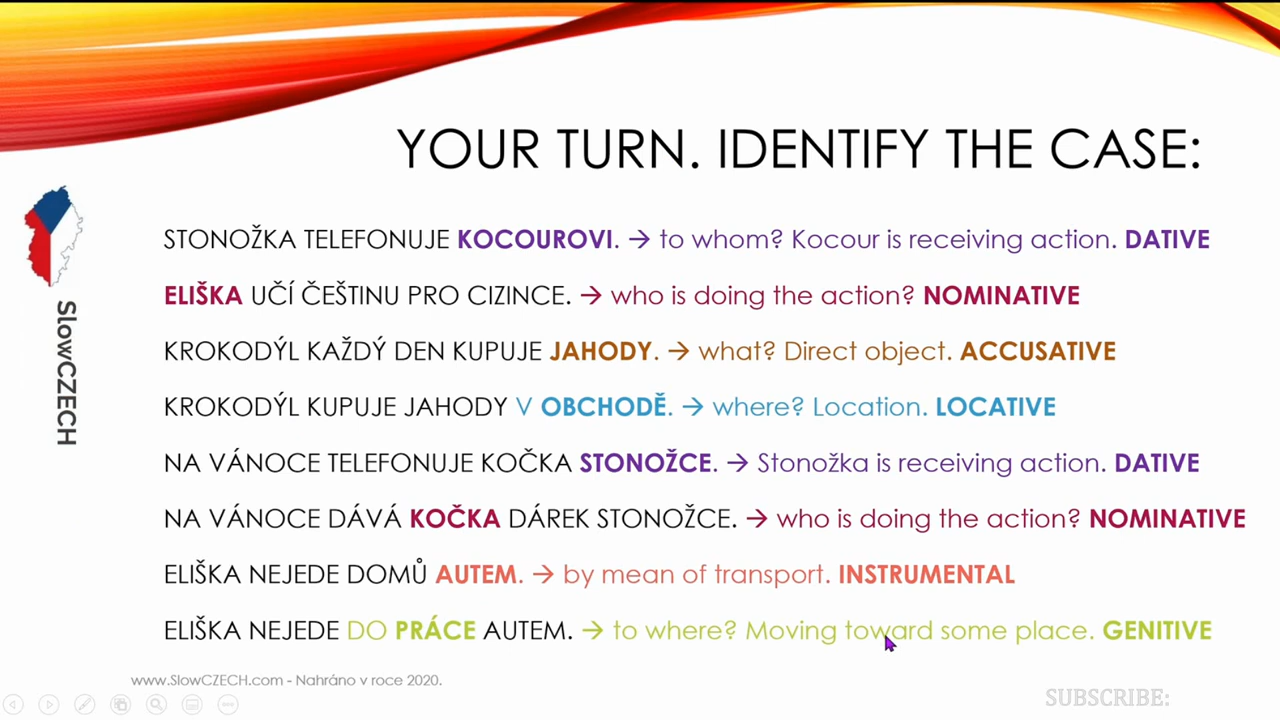 YOUR TURN. IDENTIFY THE CASE:
SlowCZECH
STONOŽKA TELEFONUJE KOCOUROVI. → to whom? Kocour is receiving action. DATIVE
ELIŠKA UČÍ ČEŠTINU PRO CIZINCE. → who is doing the action? NOMINATIVE
KROKODÝL KAŽDÝ DEN KUPUJE JAHODY. → what? Direct object. ACCUSATIVE
KROKODÝL KUPUJE JAHODY V OBCHODĚ. → where? Location. LOCATIVE
NA VÁNOCE TELEFONUJE KOČKA STONOŽCE. → Stonožka is receiving action. DATIVE
NA VÁNOCE DÁVÁ KOČKA DÁREK STONOŽCE. → who is doing the action? NOMINATIVE
ELIŠKA NEJEDE DOMŮ AUTEM. → by mean of transport. INSTRUMENTAL
ELIŠKA NEJEDE DO PRÁCE AUTEM. → to where? Moving toward some place. GENITIVE
www.SlowCZECH.com - Nahráno v roce 2020.
SUBSCRIBE: